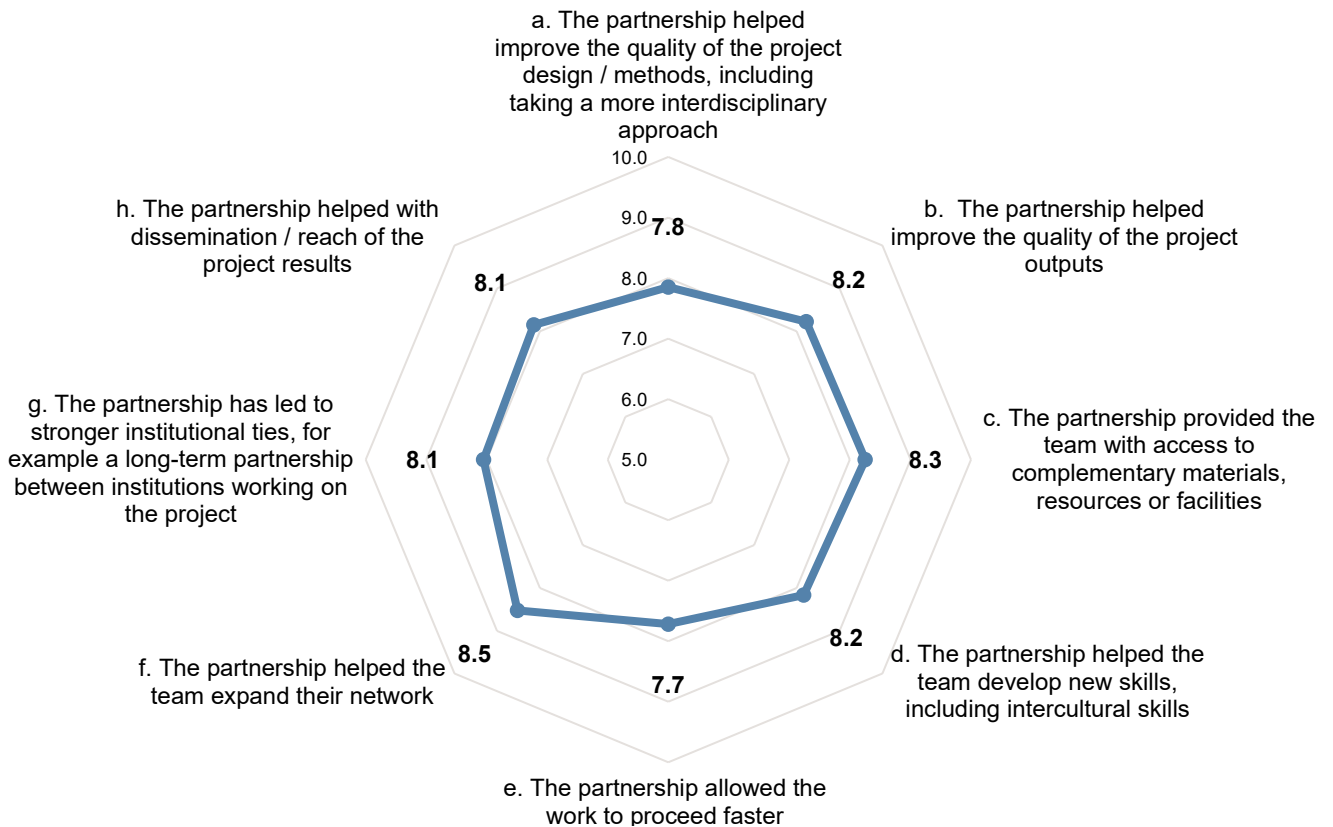 a. The partnership helped
improve the quality of the project
design / methods, including
taking a more interdisciplinary
approach
10.0
9.0
8.0
7.0
6.0
5.0
7.8
b.  The partnership helped
improve the quality of the project
outputs
8.2
c. The partnership provided the
team with access to
complementary materials,
resources or facilities
8.3
d. The partnership helped the
team develop new skills,
including intercultural skills
8.2
e. The partnership allowed the
work to proceed faster
7.7
f. The partnership helped the
team expand their network
8.5
g. The partnership has led to
stronger institutional ties, for
example a long-term partnership
between institutions working on
the project
8.1
h. The partnership helped with
dissemination / reach of the
project results
8.1